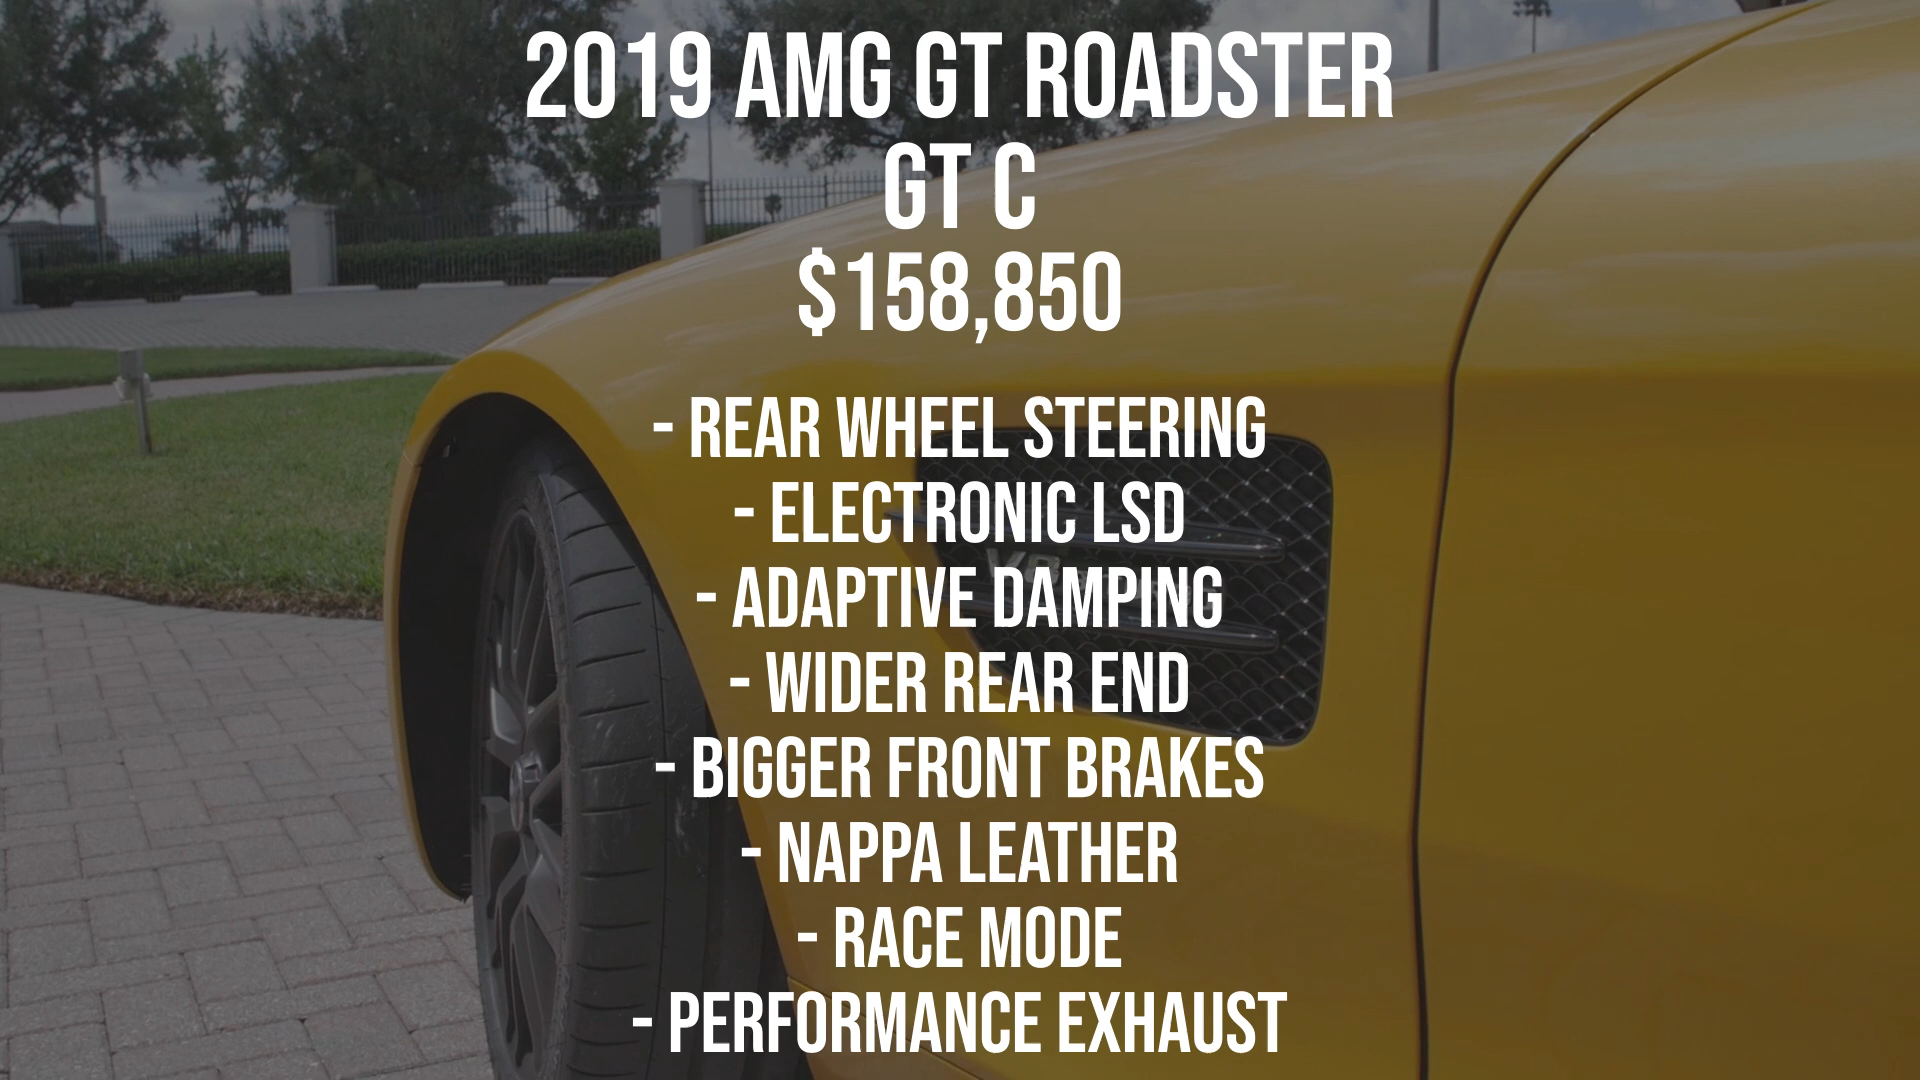 2019 AMG GT ROADSTER
GT C
$158,850
- REAR WHEEL STEERING
- ELECTRONIC LSD
- ADAPTIVE DAMPING
- WIDER REAR END
- BIGGER FRONT BRAKES
- NAPPA LEATHER
- RACE MODE
- PERFORMANCE EXHAUST